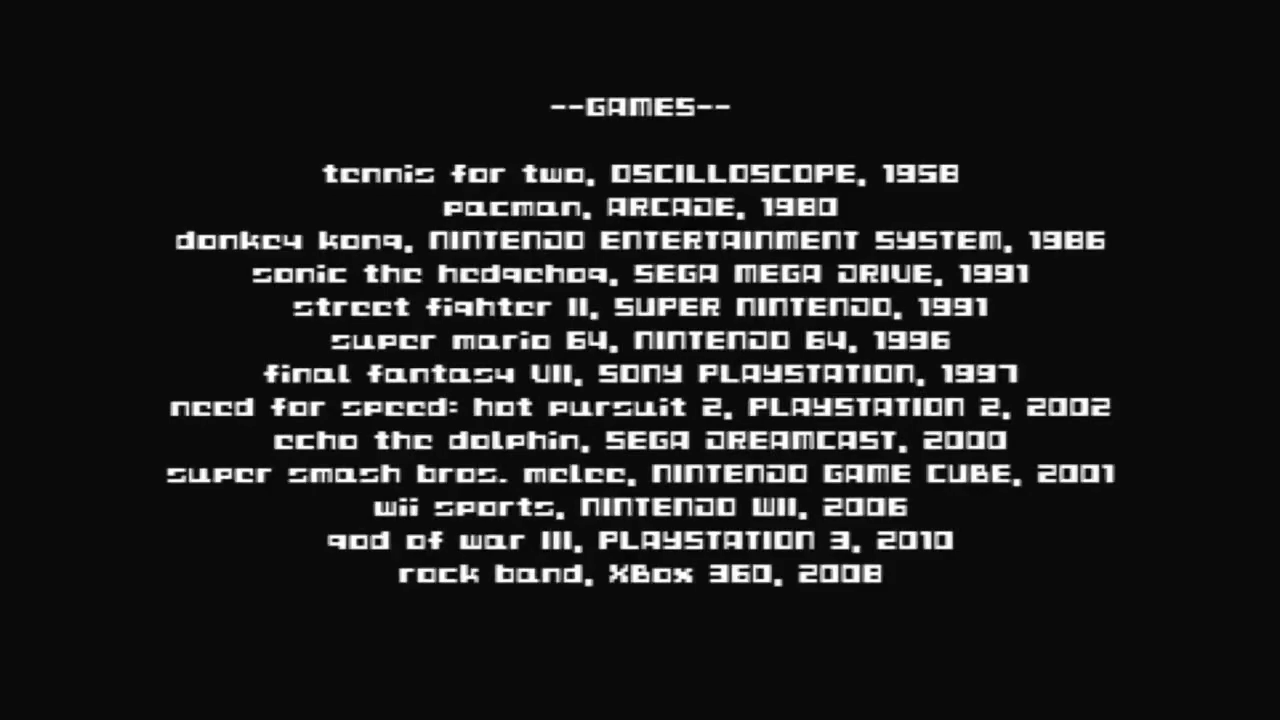 --GAMES--
tennis for two, OSCILLOSCOPE, 1958
pacman, ARCADE, 1980
donkey kong, NINTENDO ENTERTAINMENT SYSTEM, 1986
sonic the hedgehog, SEGA MEGA DRIVE, 1991
street fighter II, SUPER NINTENDO, 1991
super mario 64, NINTENDO 64, 1996
final fantasy VII, SONY PLAYSTATION, 1997
need for speed: hot pursuit 2, PLAYSTATION 2, 2002
echo the dolphin, SEGA DREAMCAST, 2000
super smash bros. melee, NINTENDO GAME CUBE, 2001
wii sports, NINTENDO WII, 2006
god of war III, PLAYSTATION 3, 2010
rock band, XBox 360, 2008